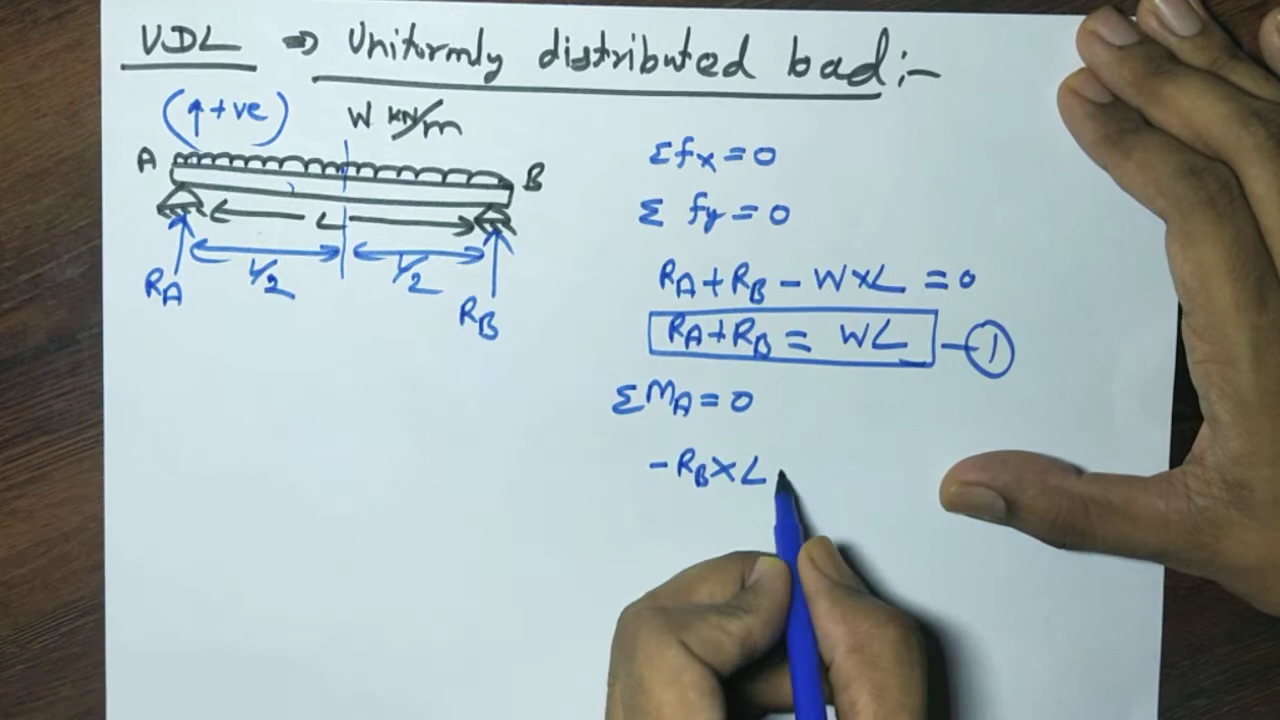 UDL ⇒ Uniformly distributed load :-
(↑+ve)
W kN/m
A
B
L
L/2
L/2
RA
RB
Σfx = 0
Σ fy = 0
RA + RB - W×L = 0
RA + RB = WL - 1
ΣMA = 0
- RB × L